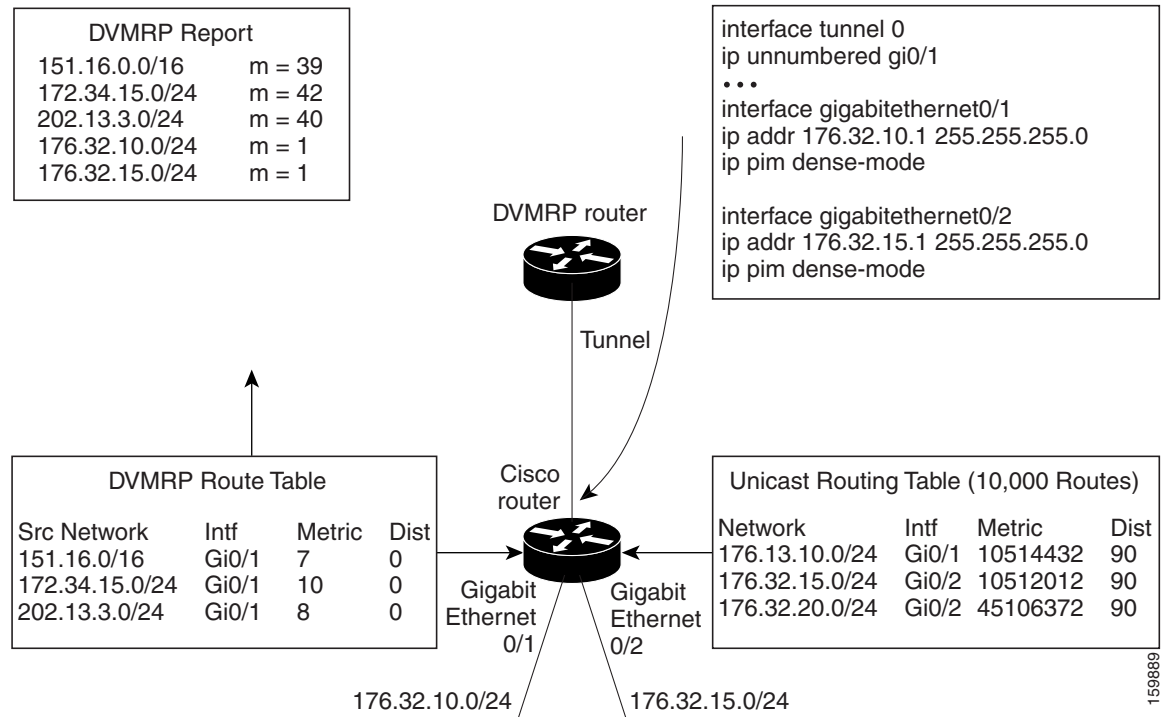 DVMRP Report
151.16.0.0/16 m = 39
172.34.15.0/24 m = 42
202.13.3.0/24 m = 40
176.32.10.0/24 m = 1
176.32.15.0/24 m = 1
interface tunnel 0
ip unnumbered gi0/1
• • •
interface gigabitethernet0/1
ip addr 176.32.10.1 255.255.255.0
ip pim dense-mode
interface gigabitethernet0/2
ip addr 176.32.15.1 255.255.255.0
ip pim dense-mode
DVMRP router
Tunnel
DVMRP Route Table
Src Network Intf Metric Dist
151.16.0/16 Gi0/1 7 0
172.34.15.0/24 Gi0/1 10 0
202.13.3.0/24 Gi0/1 8 0
Cisco
router
Gigabit
Ethernet
0/1
Gigabit
Ethernet
0/2
Unicast Routing Table (10,000 Routes)
Network Intf Metric Dist
176.13.10.0/24 Gi0/1 10514432 90
176.32.15.0/24 Gi0/2 10512012 90
176.32.20.0/24 Gi0/2 45106372 90
176.32.10.0/24
176.32.15.0/24
159889